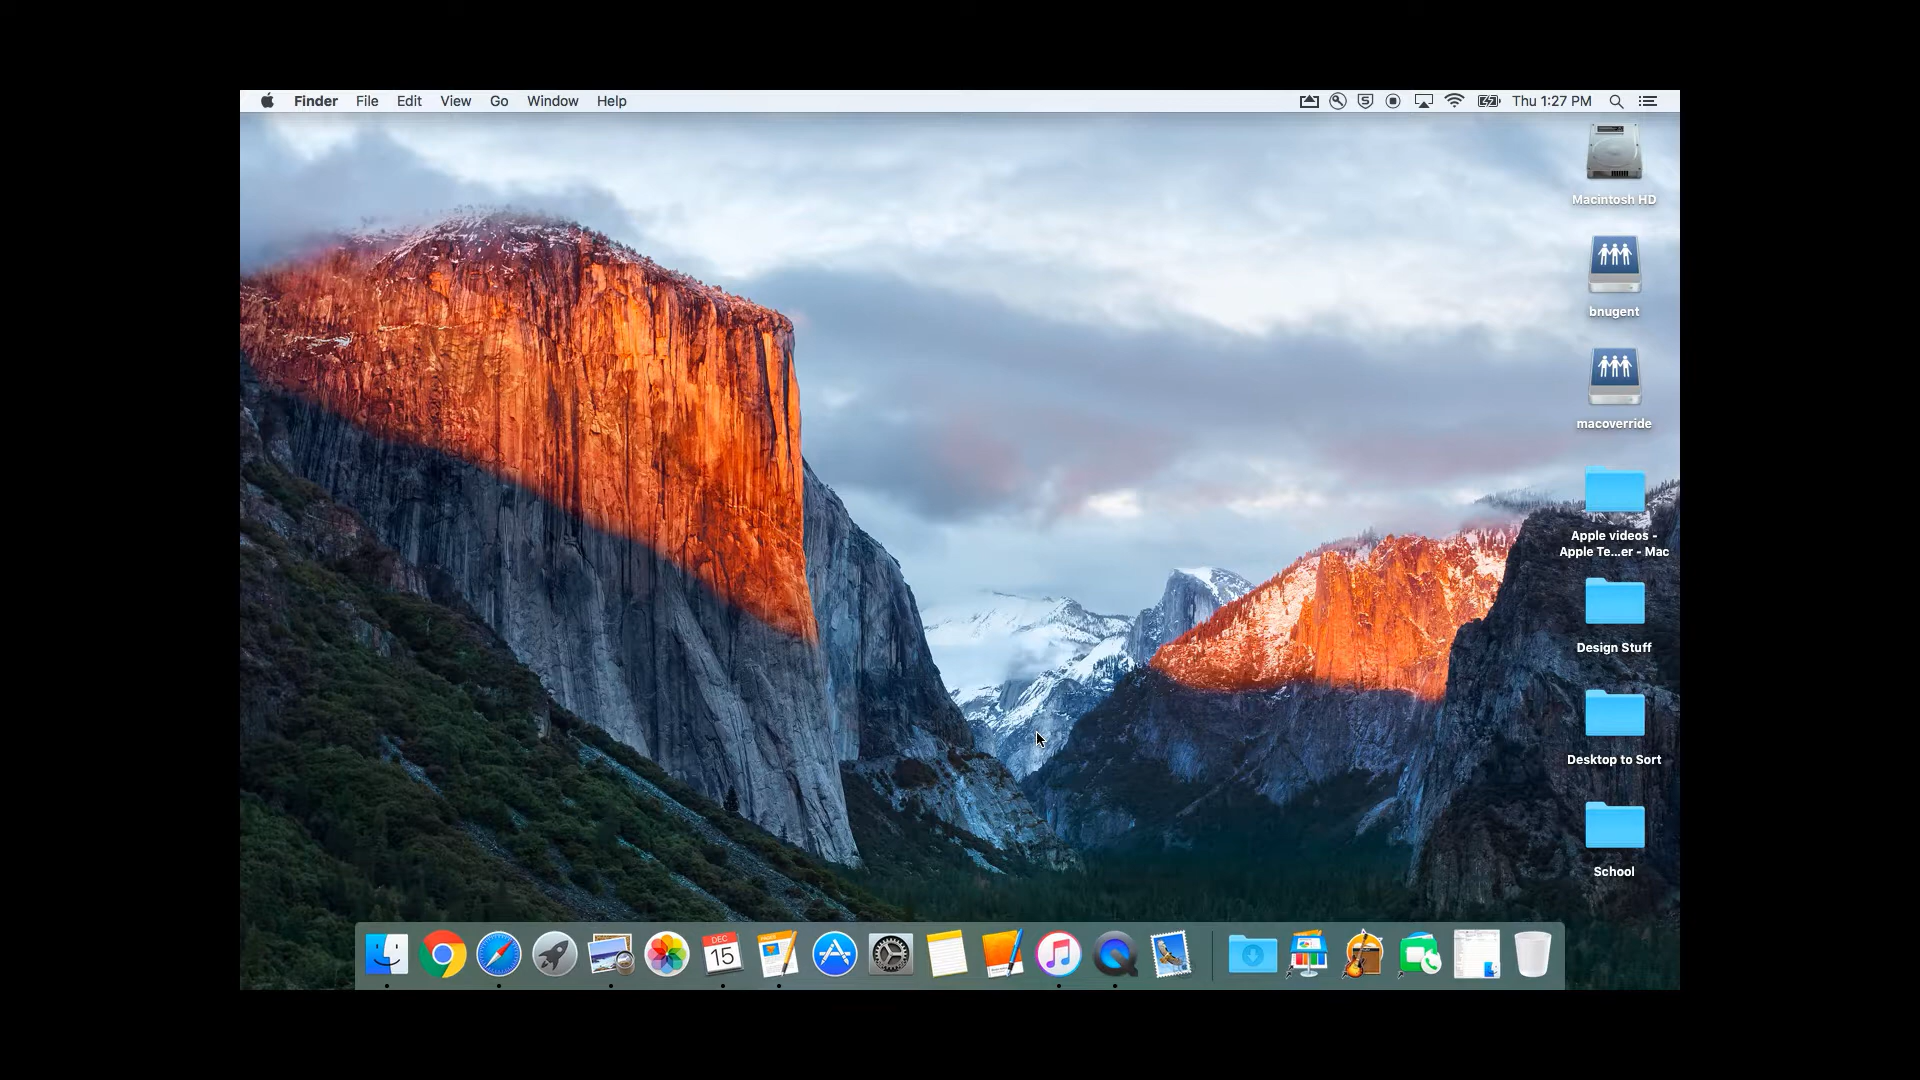 Finder File Edit View Go Window Help Thu 1:27 PM
Macintosh HD
bnugent
macoverride
Apple videos -
Apple Te...er - Mac
Design Stuff
Desktop to Sort
School
DEC
15